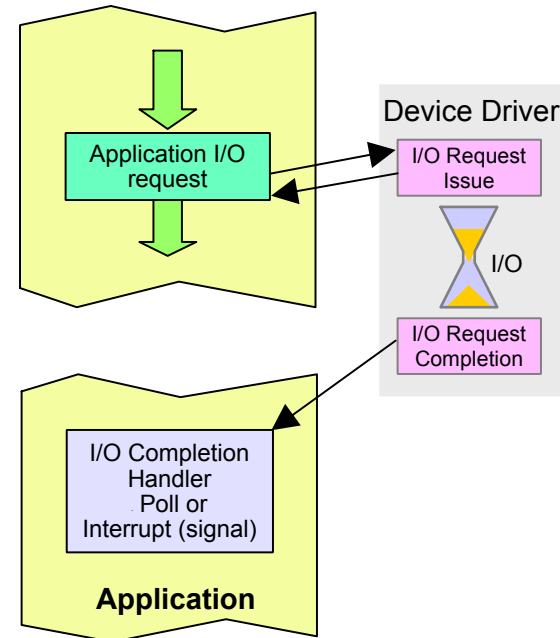 Device Driver
Application I/O
request
I/O Request
Issue
I/O
I/O Request
Completion
I/O Completion
Handler
Poll or
Interrupt (signal)
Application